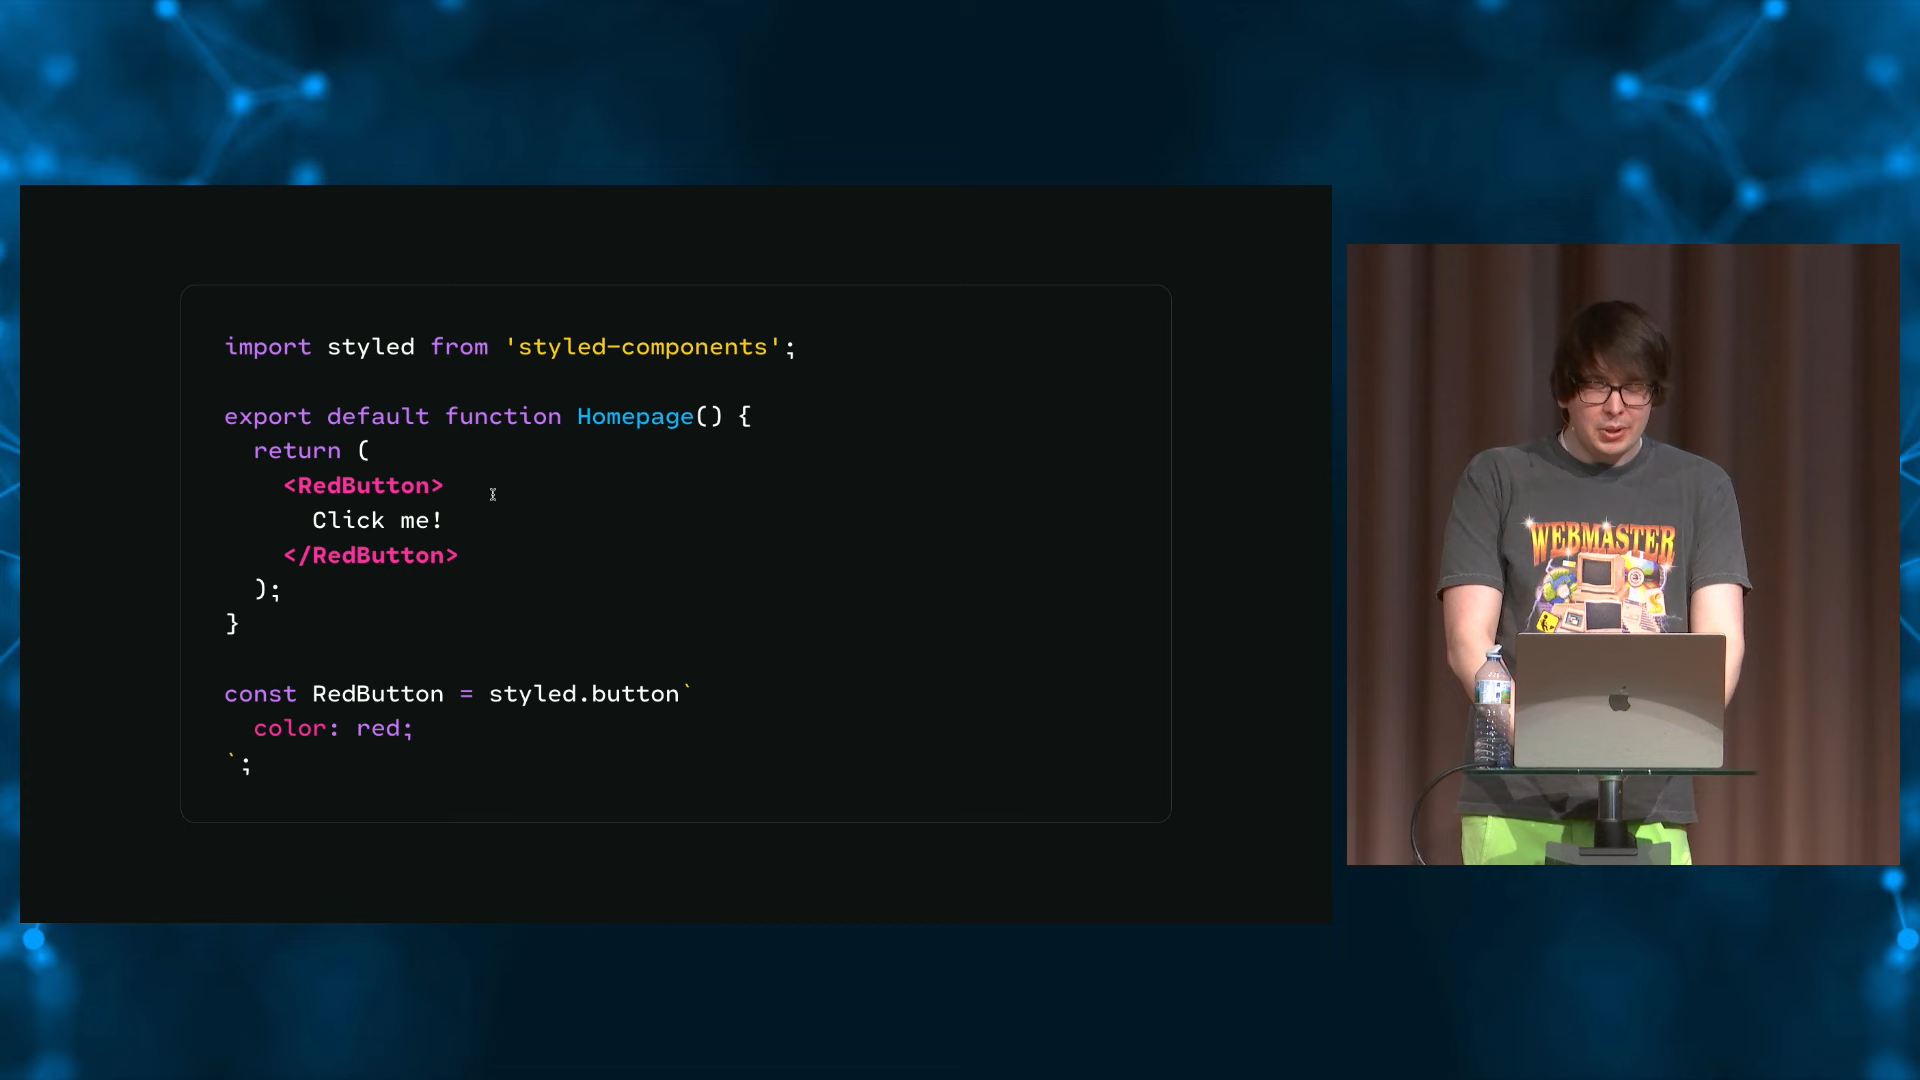 import styled from 'styled-components';
export default function Homepage() {
return (
<RedButton>
Click me!
</RedButton>
);
}
const RedButton = styled.button`
color: red;
`;
WEBMASTER